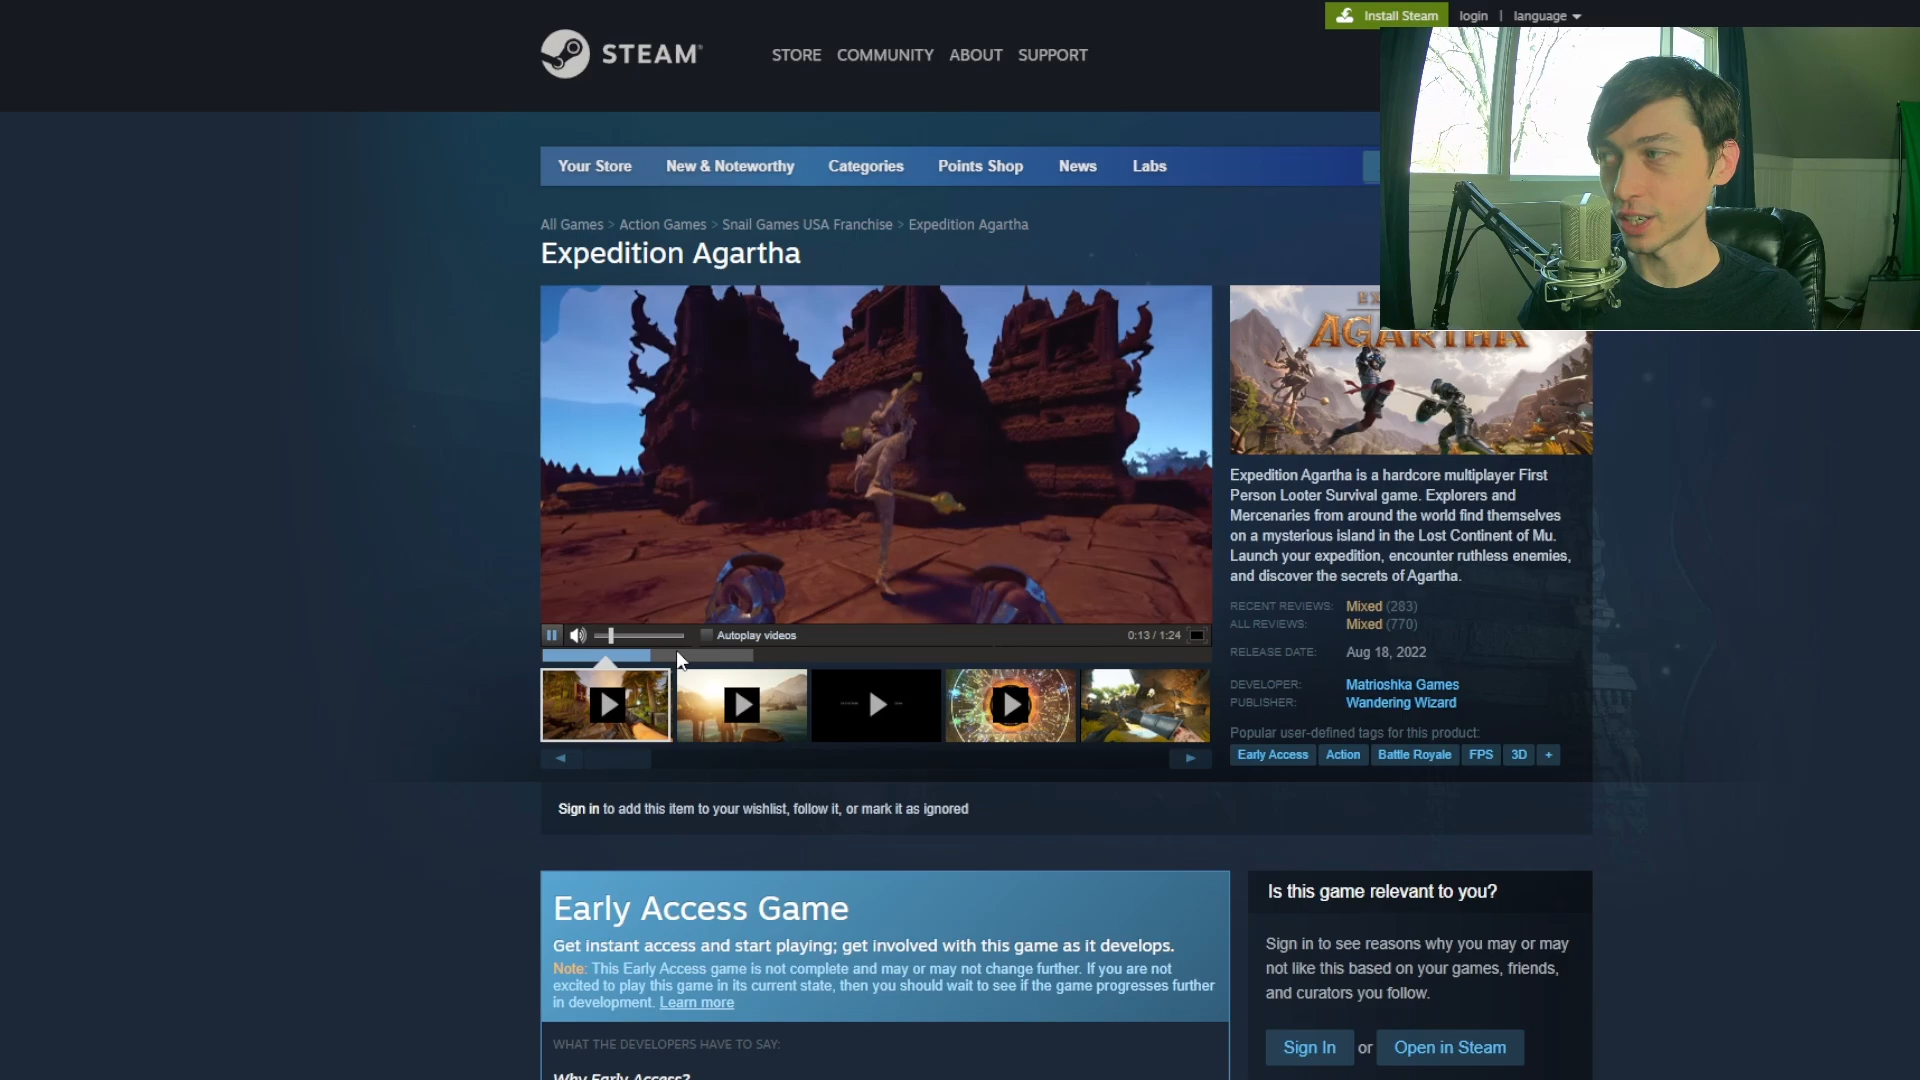 Install Steam
login | language
STEAM
STORE COMMUNITY ABOUT SUPPORT
Your Store New & Noteworthy Categories Points Shop News Labs
All Games > Action Games > Snail Games USA Franchise > Expedition Agartha
Expedition Agartha
AGARTHA
Expedition Agartha is a hardcore multiplayer First
Person Looter Survival game. Explorers and
Mercenaries from around the world find themselves
on a mysterious island in the Lost Continent of Mu.
Launch your expedition, encounter ruthless enemies,
and discover the secrets of Agartha.
RECENT REVIEWS: Mixed (283)
ALL REVIEWS: Mixed (770)
RELEASE DATE: Aug 18, 2022
DEVELOPER: Matrioshka Games
PUBLISHER: Wandering Wizard
Popular user-defined tags for this product:
Early Access Action Battle Royale FPS 3D +
Autoplay videos
0:13 / 1:24
Sign in to add this item to your wishlist, follow it, or mark it as ignored
Early Access Game
Get instant access and start playing; get involved with this game as it develops.
Note: This Early Access game is not complete and may or may not change further. If you are not
excited to play this game in its current state, then you should wait to see if the game progresses further
in development. Learn more
WHAT THE DEVELOPERS HAVE TO SAY:
Why Early Access?
Is this game relevant to you?
Sign in to see reasons why you may or may
not like this based on your games, friends,
and curators you follow.
Sign In or Open in Steam